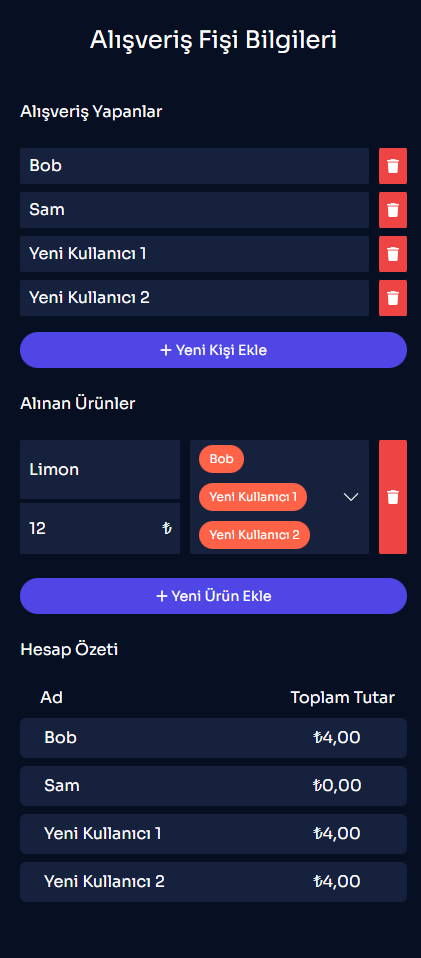 Alışveriş Fişi Bilgileri
Alışveriş Yapanlar
Bob
Sam
Yeni Kullanıcı 1
Yeni Kullanıcı 2
+ Yeni Kişi Ekle
Alınan Ürünler
Limon
12 ₺
Bob
Yeni Kullanıcı 1
Yeni Kullanıcı 2
+ Yeni Ürün Ekle
Hesap Özeti
Ad Toplam Tutar
Bob ₺4,00
Sam ₺0,00
Yeni Kullanıcı 1 ₺4,00
Yeni Kullanıcı 2 ₺4,00